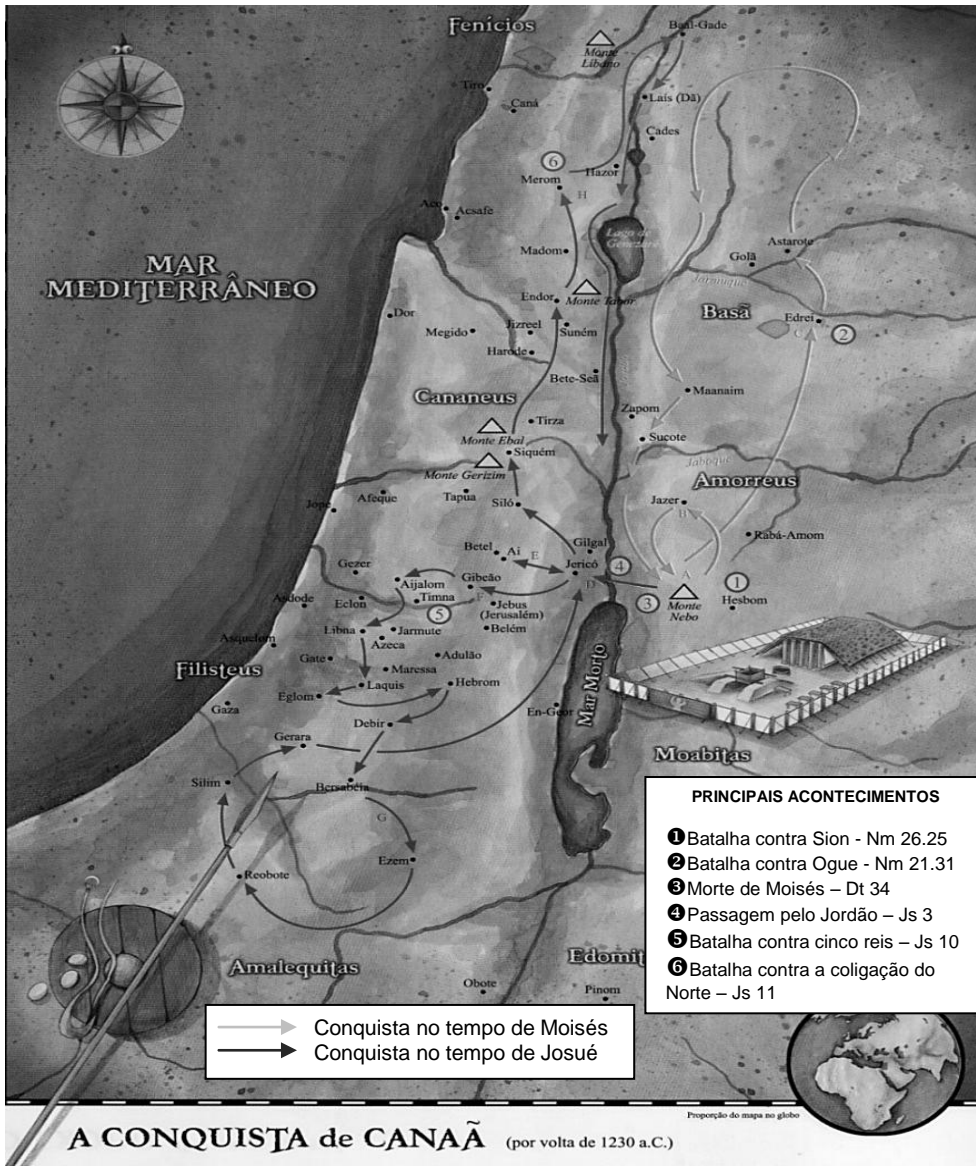 Fenícios
Baal-Gade
Monte
Líbano
Tiro
Laís (Dã)
Caná
Cades
6
Hazor
Merom
H
Aco
Acsafe
Lago de
Genezaré
MAR
MEDITERRÂNEO
Madom
Astarote
Golã
Jarmuque
Endor
Monte Tabor
Basã
Dor
Edrei
C
2
Megido
Jizreel
Suném
Harode
Bete-Seã
Maanaim
Cananeus
Zapom
Tirza
Sucote
Monte Ebal
Siquém
Jaboque
Monte Gerizim
Amorreus
Afeque
Tapua
Siló
Jazer
B
Jope
Rabá-Amom
Betel
Ai
E
Gilgal
Gezer
Jericó
4
A
Aijalom
Gibeão
D
1
Asdode
Eclon
Timna
F
3
Monte
Nebo
Hesbom
5
Jebus
(Jerusalém)
Libna
Jarmute
Belém
Asquelom
Azeca
Gate
Adulão
Filisteus
Maressa
Laquis
Hebrom
Eglom
Gaza
En-Geor
Mar Morto
Debir
Gerara
Moabitas
Silim
Bersabéia
G
Ezem
Reobote
PRINCIPAIS ACONTECIMENTOS
❶Batalha contra Sion - Nm 26.25
❷Batalha contra Ogue - Nm 21.31
❸Morte de Moisés – Dt 34
❹Passagem pelo Jordão – Js 3
❺Batalha contra cinco reis – Js 10
❻Batalha contra a coligação do
Norte – Js 11
Amalequitas
Edomit
Obote
Pinom
Conquista no tempo de Moisés
Conquista no tempo de Josué
Proporção do mapa no globo
A CONQUISTA de CANAÃ (por volta de 1230 a.C.)